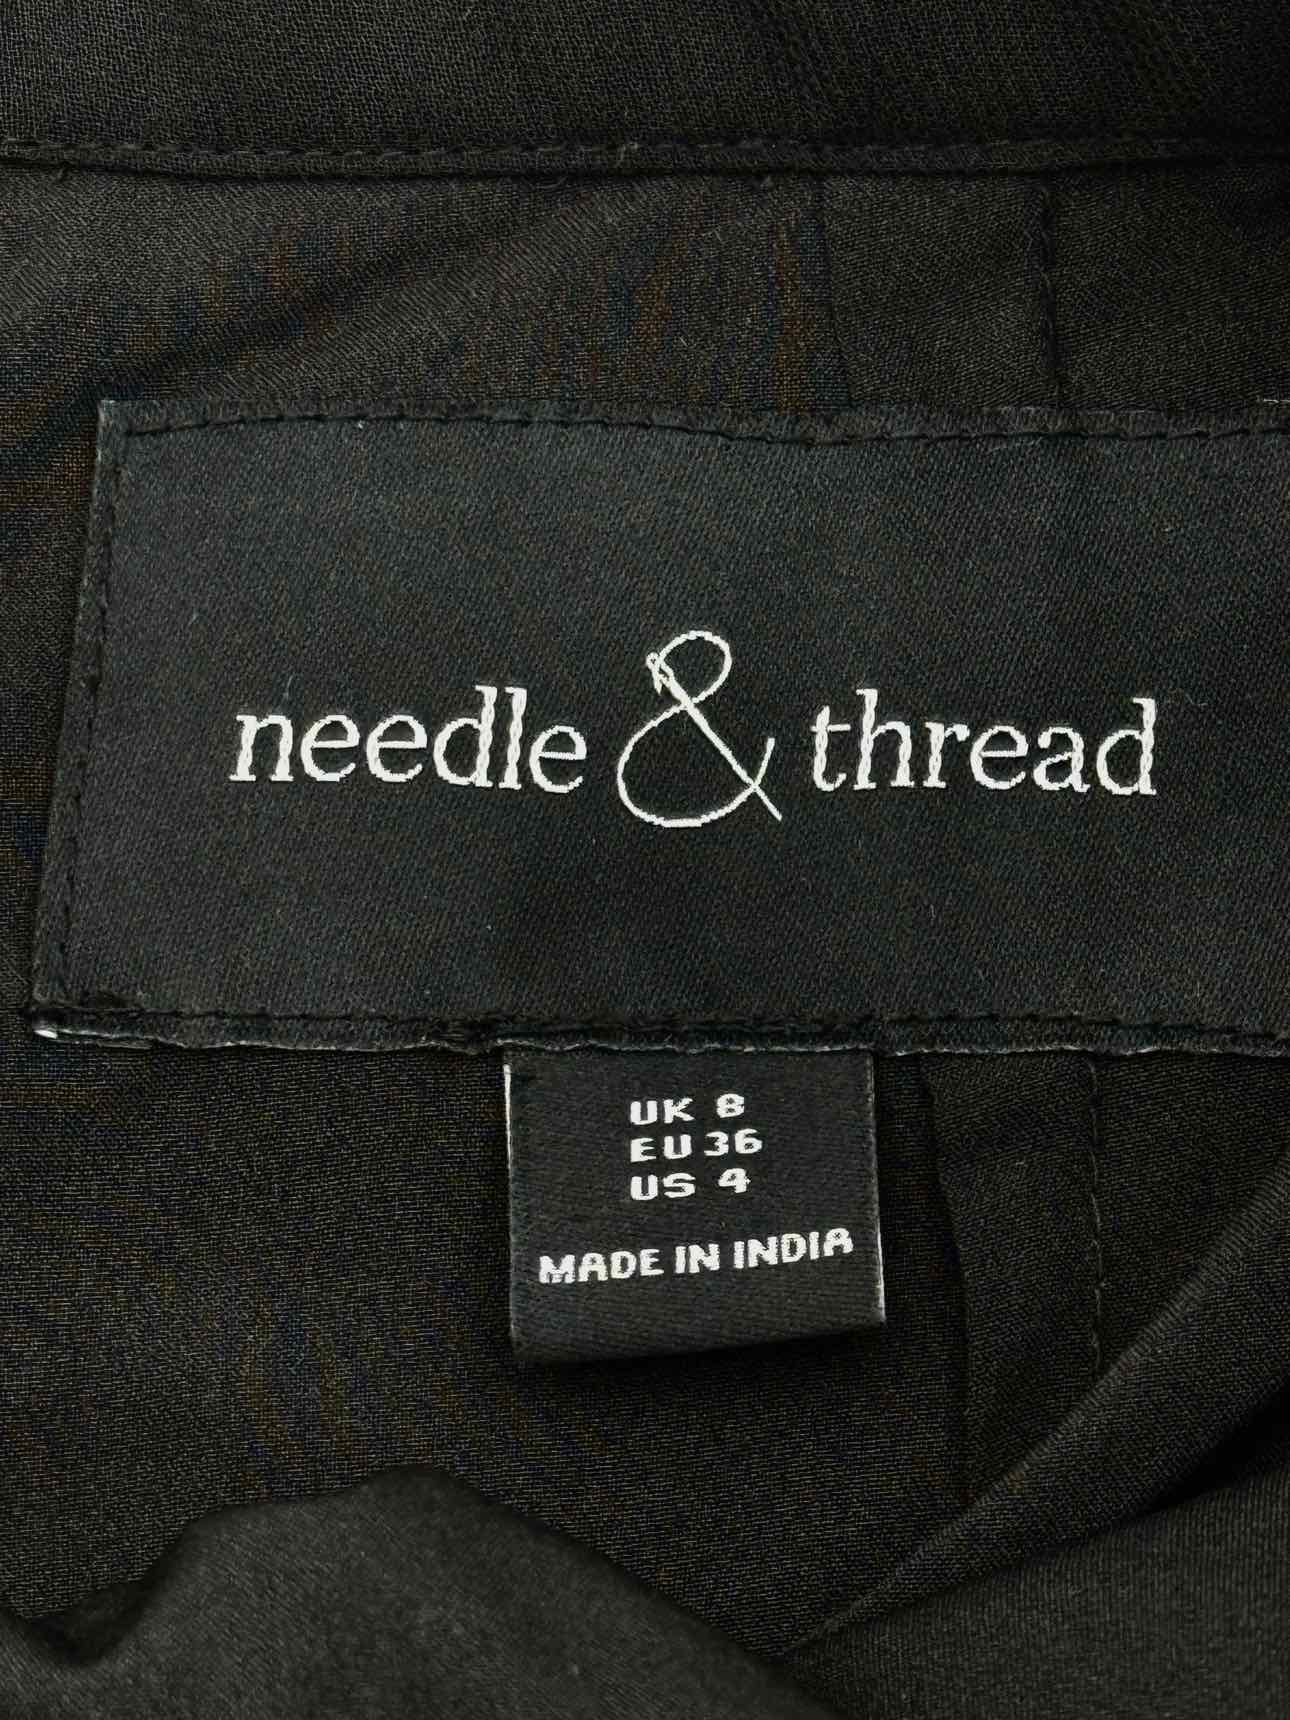 needle & thread
UK 8
EU 36
US 4
MADE IN INDIA